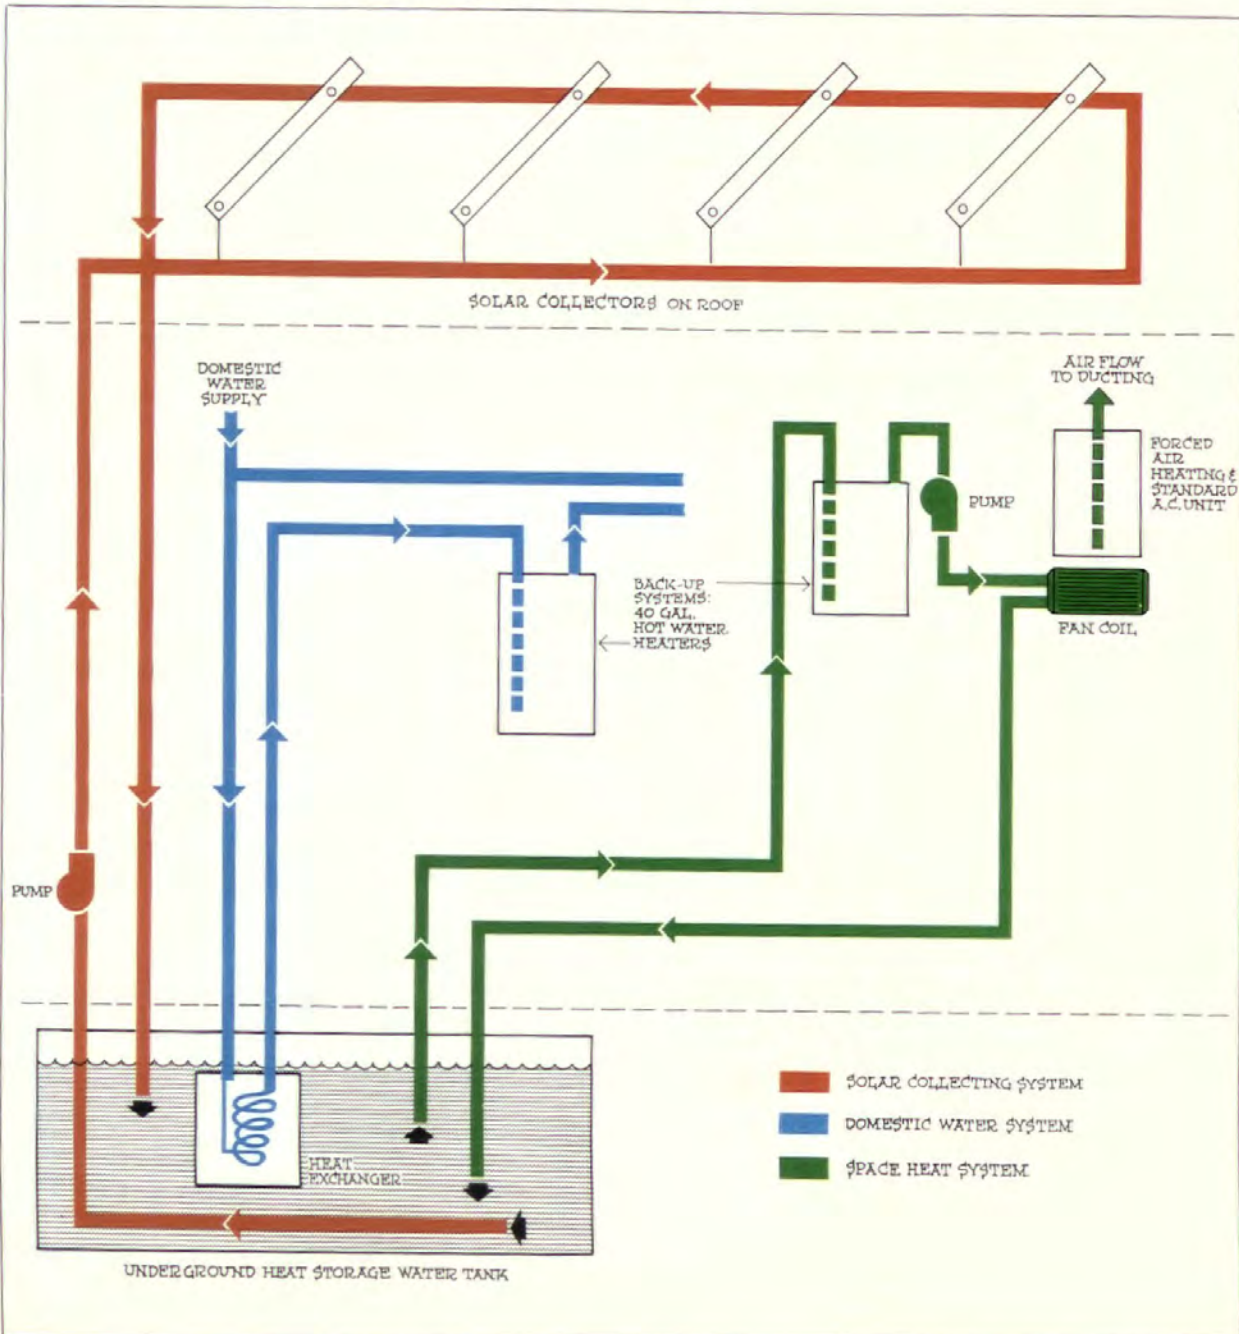 SOLAR COLLECTORS ON ROOF
DOMESTIC
WATER
SUPPLY
AIR FLOW
TO DUCTING
FORCED
AIR
HEATING &
STANDARD
A.C. UNIT
PUMP
BACK-UP
SYSTEMS:
40 GAL.
HOT WATER
HEATERS
FAN COIL
PUMP
HEAT
EXCHANGER
SOLAR COLLECTING SYSTEM
DOMESTIC WATER SYSTEM
SPACE HEAT SYSTEM
UNDERGROUND HEAT STORAGE WATER TANK